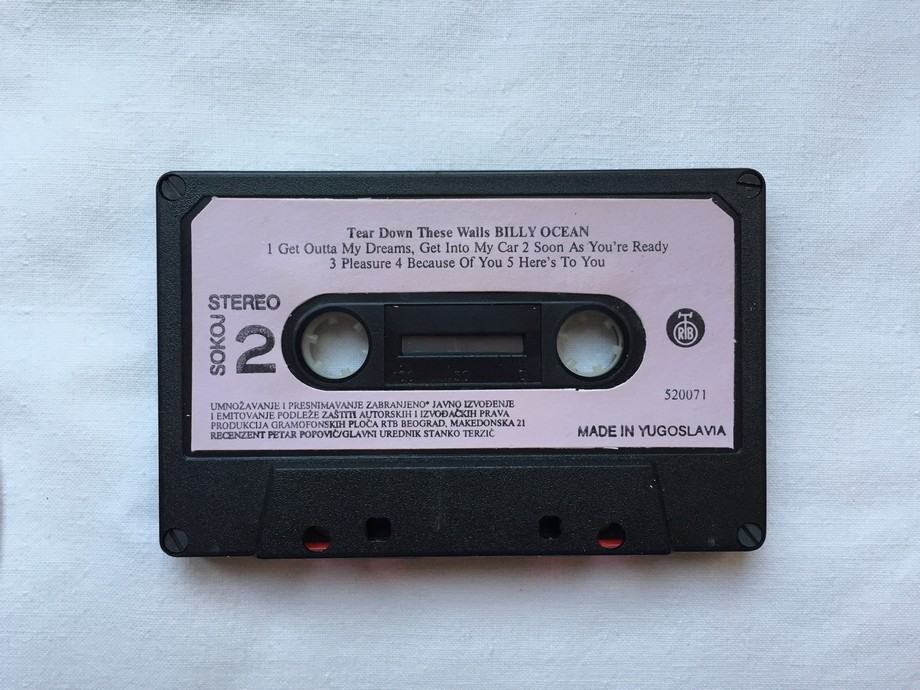 Tear Down These Walls BILLY OCEAN
1 Get Outta My Dreams, Get Into My Car 2 Soon As You're Ready
3 Pleasure 4 Because Of You 5 Here's To You
STEREO
SOKOJ
2
RTB
520071
UMNOŽAVANJE I PRESNIMAVANJE ZABRANJENO* JAVNO IZVOĐENJE
I EMITOVANJE PODLEŽE ZAŠTITI AUTORSKIH I IZVOĐAČKIH PRAVA
PRODUKCIJA GRAMOFONSKIH PLOČA RTB BEOGRAD, MAKEDONSKA 21
RECENZENT PETAR POPOVIĆ/GLAVNI UREDNIK STANKO TERZIĆ
MADE IN YUGOSLAVIA